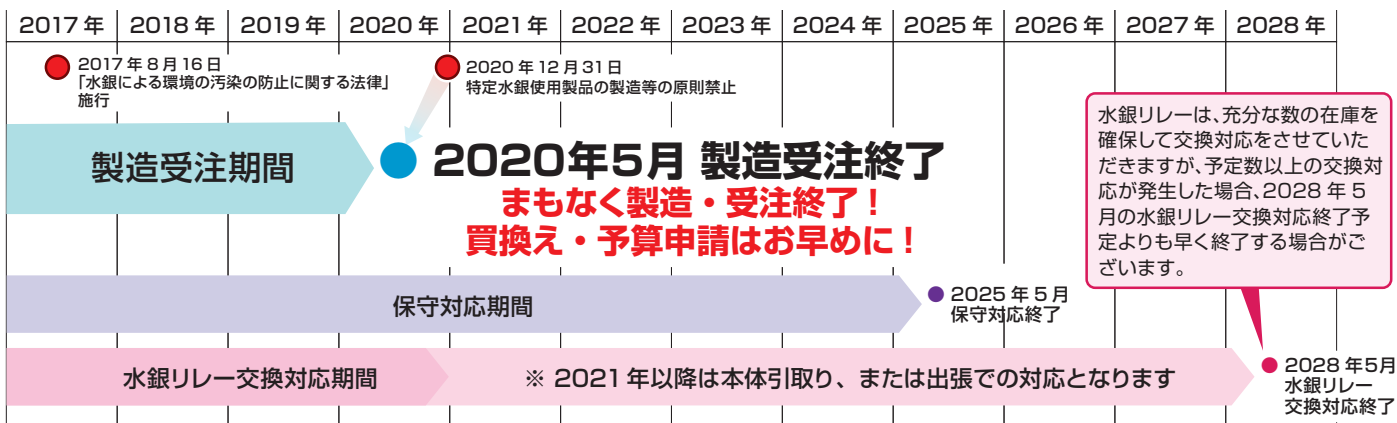 2017年 2018年 2019年 2020年 2021年 2022年 2023年 2024年 2025年 2026年 2027年 2028年
2017年8月16日
「水銀による環境の汚染の防止に関する法律」
施行
2020年12月31日
特定水銀使用製品の製造等の原則禁止
製造受注期間
2020年5月 製造受注終了
まもなく製造・受注終了！
買換え・予算申請はお早めに！
水銀リレーは、充分な数の在庫を
確保して交換対応をさせていた
だきますが、予定数以上の交換対
応が発生した場合、2028年5
月の水銀リレー交換対応終了予
定よりも早く終了する場合がご
ざいます。
保守対応期間
2025年5月
保守対応終了
水銀リレー交換対応期間
※ 2021年以降は本体引取り、または出張での対応となります
2028年5月
水銀リレー
交換対応終了